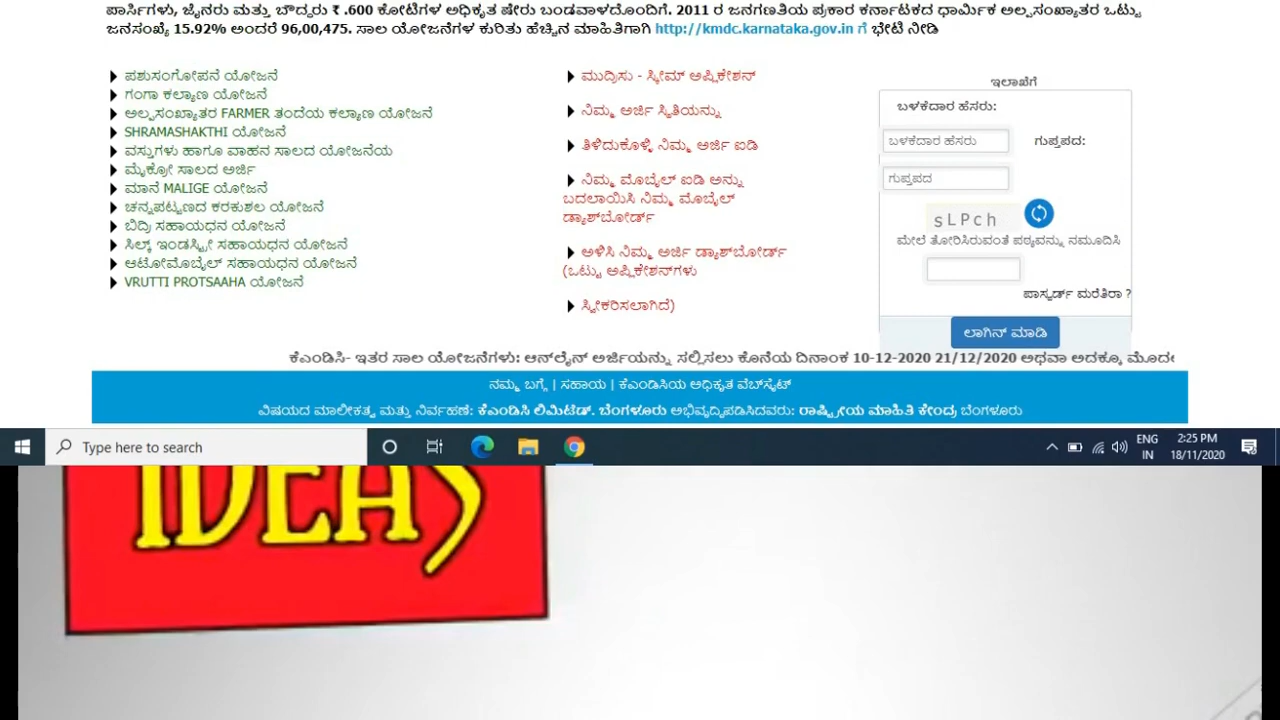 ಪಾರ್ಸಿಗಳು, ಜೈನರು ಮತ್ತು ಬೌದ್ಧರು ₹ .600 ಕೋಟಿಗಳ ಅಧಿಕೃತ ಷೇರು ಬಂಡವಾಳದೊಂದಿಗೆ. 2011 ರ ಜನಗಣತಿಯ ಪ್ರಕಾರ ಕರ್ನಾಟಕದ ಧಾರ್ಮಿಕ ಅಲ್ಪಸಂಖ್ಯಾತರ ಒಟ್ಟು
ಜನಸಂಖ್ಯೆ 15.92% ಅಂದರೆ 96,00,475. ಸಾಲ ಯೋಜನೆಗಳ ಕುರಿತು ಹೆಚ್ಚಿನ ಮಾಹಿತಿಗಾಗಿ http://kmdc.karnataka.gov.in ಗೆ ಭೇಟಿ ನೀಡಿ
ಪಶುಸಂಗೋಪನೆ ಯೋಜನೆ
ಗಂಗಾ ಕಲ್ಯಾಣ ಯೋಜನೆ
ಅಲ್ಪಸಂಖ್ಯಾತರ FARMER ತಂದೆಯ ಕಲ್ಯಾಣ ಯೋಜನೆ
SHRAMASHAKTHI ಯೋಜನೆ
ವಸ್ತುಗಳು ಹಾಗೂ ವಾಹನ ಸಾಲದ ಯೋಜನೆಯ
ಮೈಕ್ರೋ ಸಾಲದ ಅರ್ಜಿ
ಮಾನೆ MALIGE ಯೋಜನೆ
ಚನ್ನಪಟ್ಟಣದ ಕರಕುಶಲ ಯೋಜನೆ
ಬಿದ್ರಿ ಸಹಾಯಧನ ಯೋಜನೆ
ಸಿಲ್ಕ್ ಇಂಡಸ್ಟ್ರೀ ಸಹಾಯಧನ ಯೋಜನೆ
ಆಟೋಮೊಬೈಲ್ ಸಹಾಯಧನ ಯೋಜನೆ
VRUTTI PROTSAAHA ಯೋಜನೆ
ಮುದ್ರಿಸು - ಸ್ಕೀಮ್ ಅಪ್ಲಿಕೇಶನ್
ನಿಮ್ಮ ಅರ್ಜಿ ಸ್ಥಿತಿಯನ್ನು
ತಿಳಿದುಕೊಳ್ಳಿ ನಿಮ್ಮ ಅರ್ಜಿ ಐಡಿ
ನಿಮ್ಮ ಮೊಬೈಲ್ ಐಡಿ ಅನ್ನು
ಬದಲಾಯಿಸಿ ನಿಮ್ಮ ಮೊಬೈಲ್
ಡ್ಯಾಶ್‌ಬೋರ್ಡ್
ಅಳಿಸಿ ನಿಮ್ಮ ಅರ್ಜಿ ಡ್ಯಾಶ್‌ಬೋರ್ಡ್
(ಒಟ್ಟು ಅಪ್ಲಿಕೇಶನ್‌ಗಳು
ಸ್ವೀಕರಿಸಲಾಗಿದೆ)
ಇಲಾಖೆಗೆ
ಬಳಕೆದಾರ ಹೆಸರು:
ಬಳಕೆದಾರ ಹೆಸರು ಗುಪ್ತಪದ:
ಗುಪ್ತಪದ
sLPch
ಮೇಲೆ ತೋರಿಸಿರುವಂತೆ ಪಠ್ಯವನ್ನು ನಮೂದಿಸಿ
ಪಾಸ್ವರ್ಡ್ ಮರೆತಿರಾ ?
ಲಾಗಿನ್ ಮಾಡಿ
ಕೆಎಂಡಿಸಿ- ಇತರ ಸಾಲ ಯೋಜನೆಗಳು: ಆನ್‌ಲೈನ್ ಅರ್ಜಿಯನ್ನು ಸಲ್ಲಿಸಲು ಕೊನೆಯ ದಿನಾಂಕ 10-12-2020 21/12/2020 ಅಥವಾ ಅದಕ್ಕೂ
ನಮ್ಮ ಬಗ್ಗೆ | ಸಹಾಯ | ಕೆಎಂಡಿಸಿಯ ಅಧಿಕೃತ ವೆಬ್‌ಸೈಟ್
ವಿಷಯದ ಮಾಲೀಕತ್ವ ಮತ್ತು ನಿರ್ವಹಣೆ: ಕೆಎಂಡಿಸಿ ಲಿಮಿಟೆಡ್. ಬೆಂಗಳೂರು ಅಭಿವೃದ್ಧಿಪಡಿಸಿದವರು: ರಾಷ್ಟ್ರೀಯ ಮಾಹಿತಿ ಕೇಂದ್ರ ಬೆಂಗಳೂರು
Type here to search
ENG
IN
2:25 PM
18/11/2020
IDEAS